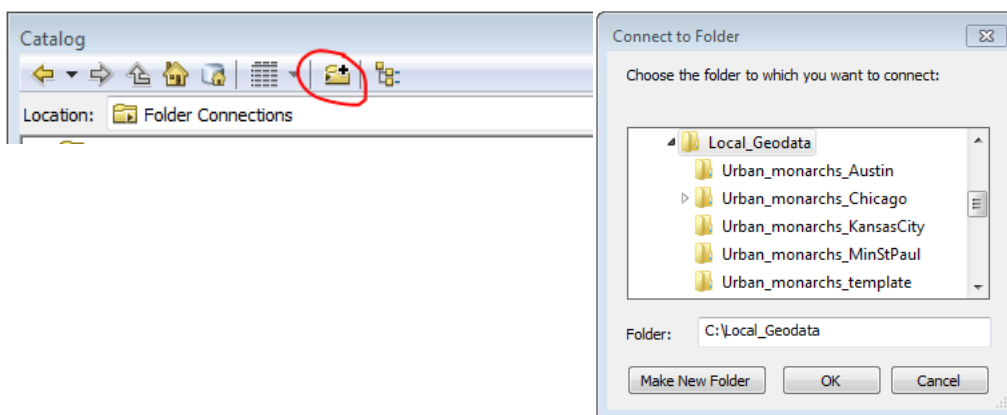 Catalog
Location: Folder Connections
Connect to Folder
Choose the folder to which you want to connect:
Local_Geodata
Urban_monarchs_Austin
Urban_monarchs_Chicago
Urban_monarchs_KansasCity
Urban_monarchs_MinStPaul
Urban_monarchs_template
Folder: C:\Local_Geodata
Make New Folder OK Cancel